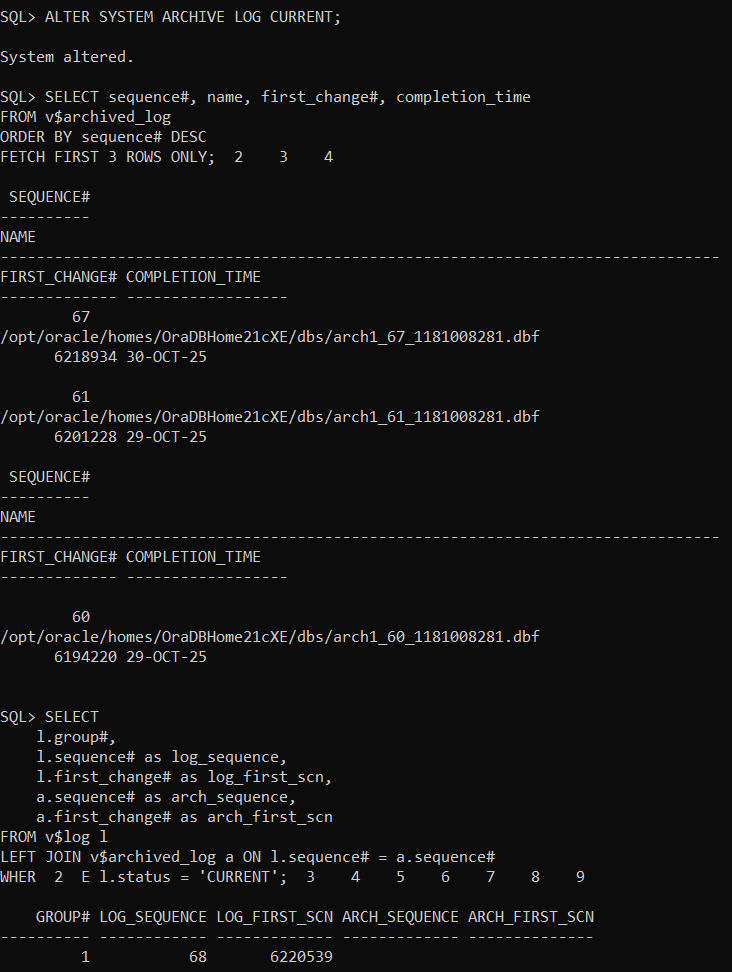 SQL> ALTER SYSTEM ARCHIVE LOG CURRENT;
System altered.
SQL> SELECT sequence#, name, first_change#, completion_time
FROM v$archived_log
ORDER BY sequence# DESC
FETCH FIRST 3 ROWS ONLY;  2    3    4
 SEQUENCE#
----------
NAME
--------------------------------------------------------------------------------
FIRST_CHANGE# COMPLETION_TIME
------------- ------------------
        67
/opt/oracle/homes/OraDBHome21cXE/dbs/arch1_67_1181008281.dbf
      6218934 30-OCT-25
        61
/opt/oracle/homes/OraDBHome21cXE/dbs/arch1_61_1181008281.dbf
      6201228 29-OCT-25
 SEQUENCE#
----------
NAME
--------------------------------------------------------------------------------
FIRST_CHANGE# COMPLETION_TIME
------------- ------------------
        60
/opt/oracle/homes/OraDBHome21cXE/dbs/arch1_60_1181008281.dbf
      6194220 29-OCT-25
SQL> SELECT
    l.group#,
    l.sequence# as log_sequence,
    l.first_change# as log_first_scn,
    a.sequence# as arch_sequence,
    a.first_change# as arch_first_scn
FROM v$log l
LEFT JOIN v$archived_log a ON l.sequence# = a.sequence#
WHER  2  E l.status = 'CURRENT';  3    4    5    6    7    8    9
    GROUP# LOG_SEQUENCE LOG_FIRST_SCN ARCH_SEQUENCE ARCH_FIRST_SCN
---------- ------------ ------------- ------------- --------------
         1           68       6220539